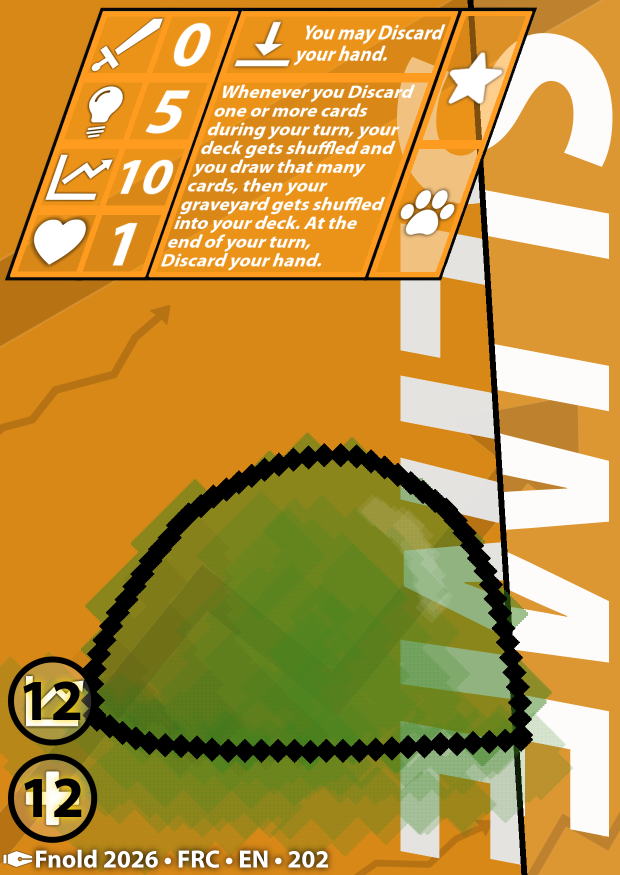 0
5
10
1
You may Discard
your hand.
Whenever you Discard
one or more cards
during your turn, your
deck gets shuffled and
you draw that many
cards, then your
graveyard gets shuffled
into your deck. At the
end of your turn,
Discard your hand.
SLIME
12
12
Fnold 2026 • FRC • EN • 202